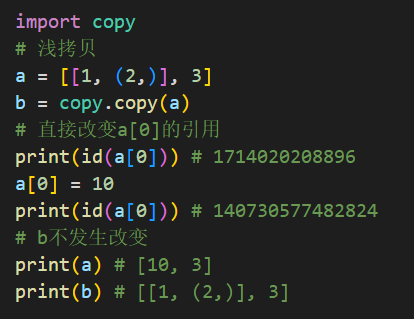 import copy
# 浅拷贝
a = [[1, (2,)], 3]
b = copy.copy(a)
# 直接改变a[0]的引用
print(id(a[0])) # 1714020208896
a[0] = 10
print(id(a[0])) # 140730577482824
# b不发生改变
print(a) # [10, 3]
print(b) # [[1, (2,)], 3]